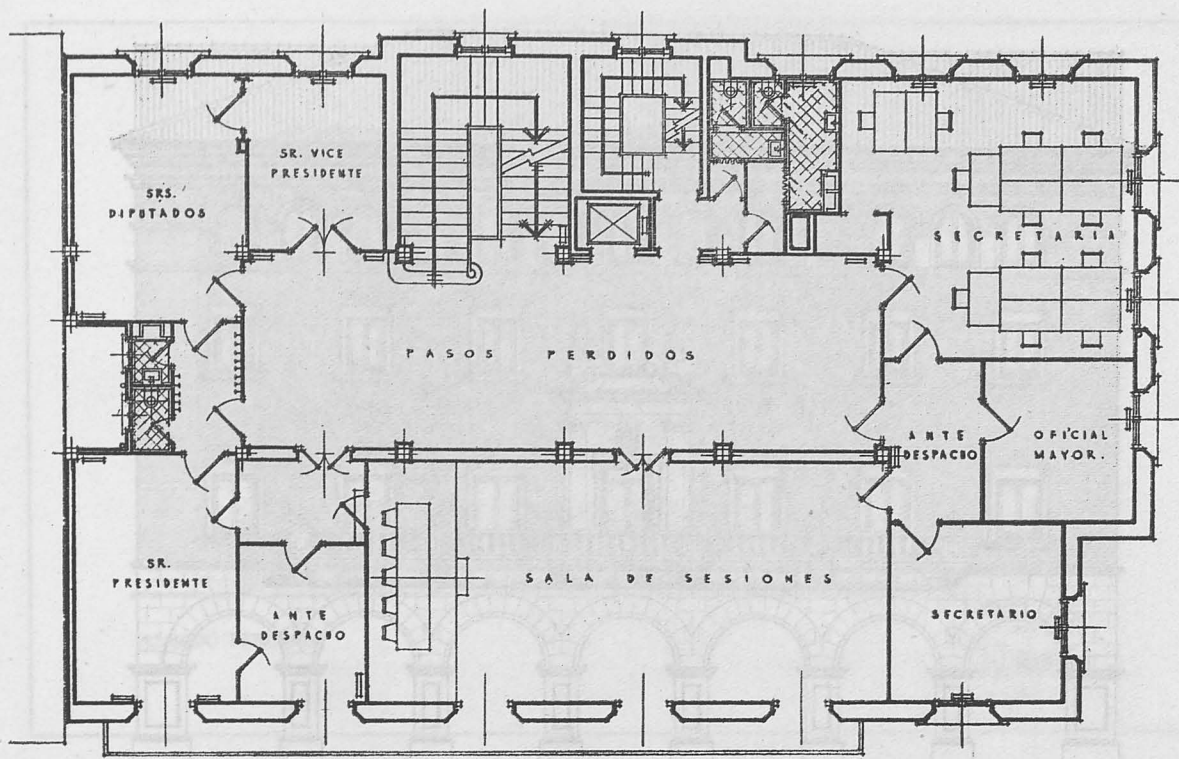 SR. VICE
PRESIDENTE
SRS.
DIPUTADOS
SECRETARIA
PASOS PERDIDOS
ANTE
DESPACHO
OFICIAL
MAYOR.
SR.
PRESIDENTE
ANTE
DESPACHO
SALA DE SESIONES
SECRETARIO